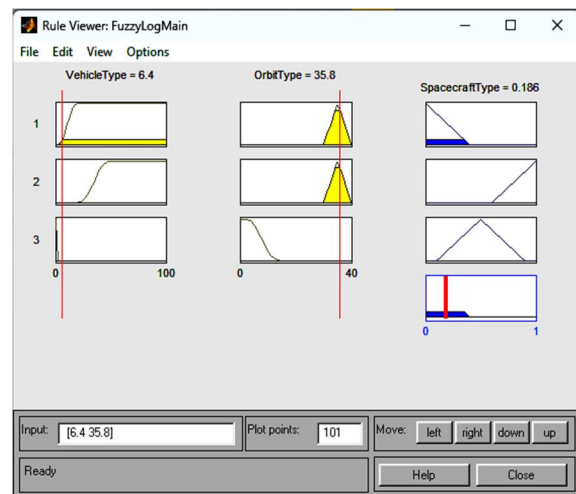 Rule Viewer: FuzzyLogMain
File Edit View Options
VehicleType = 6.4
OrbitType = 35.8
SpacecraftType = 0.186
1
2
3
0 100
0 40
0 1
Input: [6.4 35.8]
Plot points: 101
Move: left right down up
Ready
Help Close